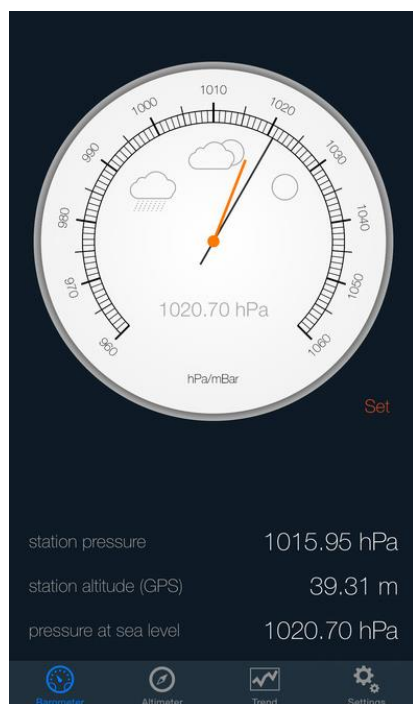 1010
1000
1020
990
1030
980
1040
970
1050
960
1060
1020.70 hPa
hPa/mBar
Set
station pressure 1015.95 hPa
station altitude (GPS) 39.31 m
pressure at sea level 1020.70 hPa
Barometer Altimeter Trend Settings